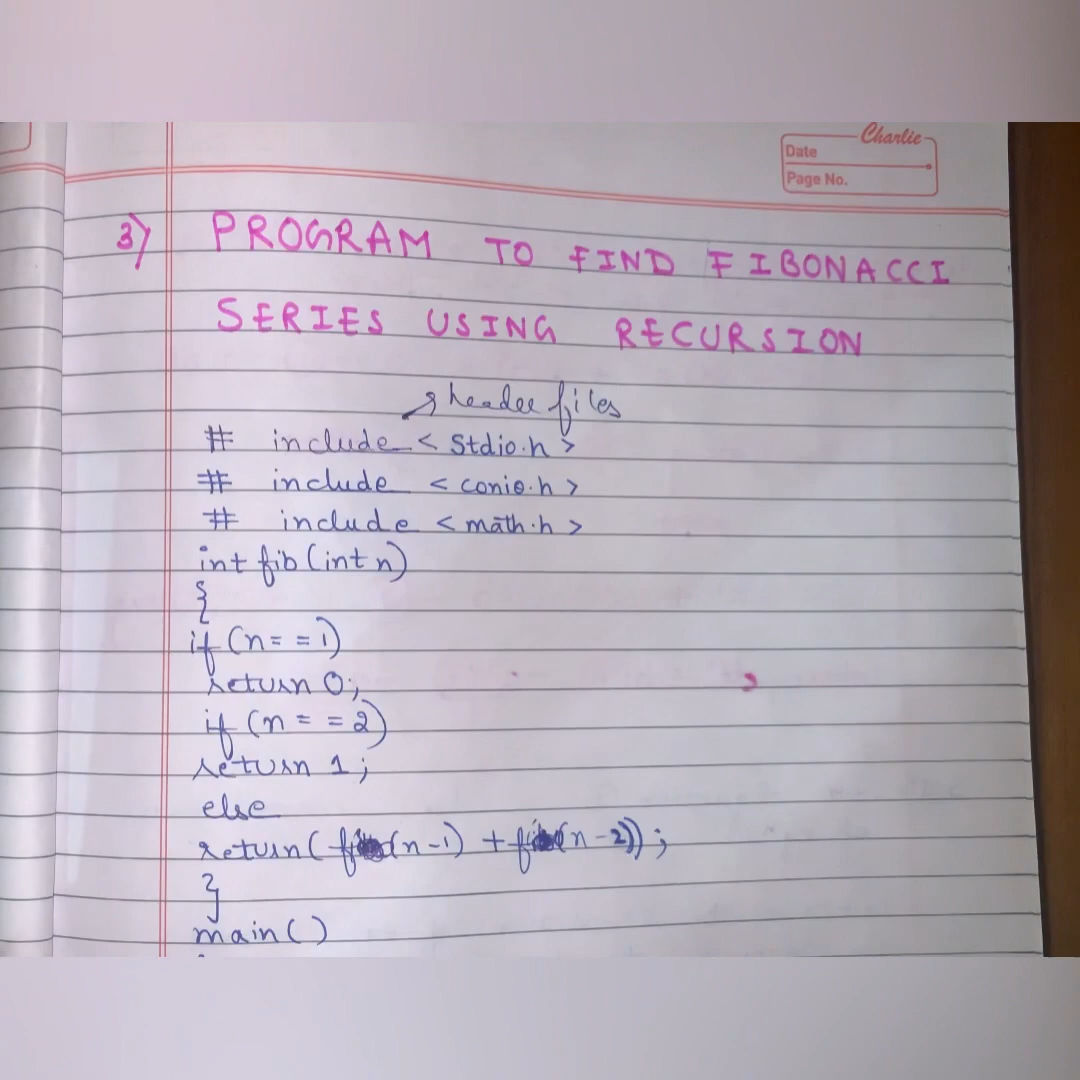 Charlie
Date
Page No.
3) PROGRAM TO FIND FIBONACCI
SERIES USING RECURSION
header files
# include < stdio.h >
# include < conio.h >
# include < math.h >
int fib (int n)
{
if (n = = 1)
return 0;
if (n = = 2)
return 1;
else
return ( fib (n-1) + fib (n-2));
}
main ( )